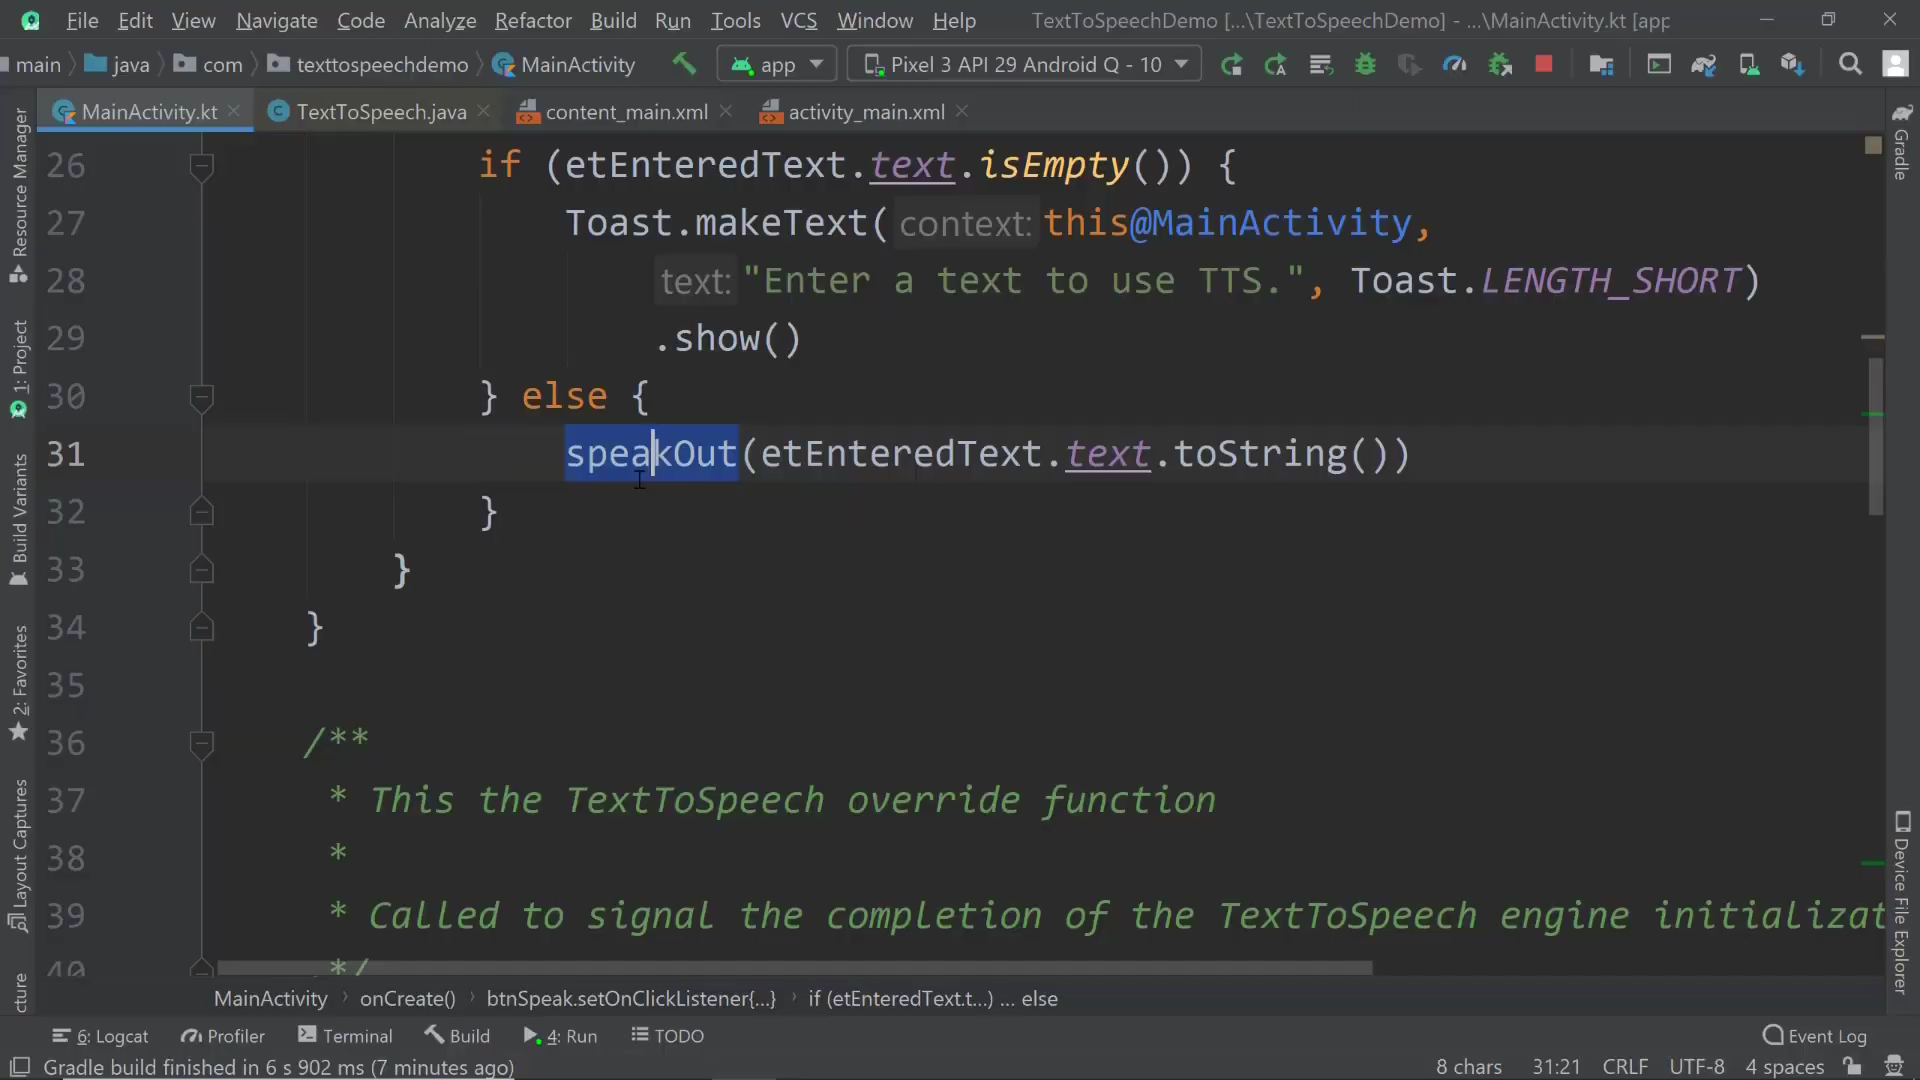 File Edit View Navigate Code Analyze Refactor Build Run Tools VCS Window Help TextToSpeechDemo [...\TextToSpeechDemo] - ...\MainActivity.kt [app
main java com texttospeechdemo MainActivity app Pixel 3 API 29 Android Q - 10
MainActivity.kt TextToSpeech.java content_main.xml activity_main.xml
26 if (etEnteredText.text.isEmpty()) {
27 Toast.makeText( context: this@MainActivity,
28 text: "Enter a text to use TTS.", Toast.LENGTH_SHORT)
29 .show()
30 } else {
31 speakOut(etEnteredText.text.toString())
32 }
33 }
34 }
35
36 /**
37 * This the TextToSpeech override function
38 *
39 * Called to signal the completion of the TextToSpeech engine initializat
40 */
Resource Manager
1: Project
Build Variants
2: Favorites
Layout Captures
cture
Gradle
Device File Explorer
MainActivity › onCreate() › btnSpeak.setOnClickListener{...} › if (etEnteredText.t...) ... else
6: Logcat Profiler Terminal Build 4: Run TODO Event Log
Gradle build finished in 6 s 902 ms (7 minutes ago) 8 chars 31:21 CRLF UTF-8 4 spaces